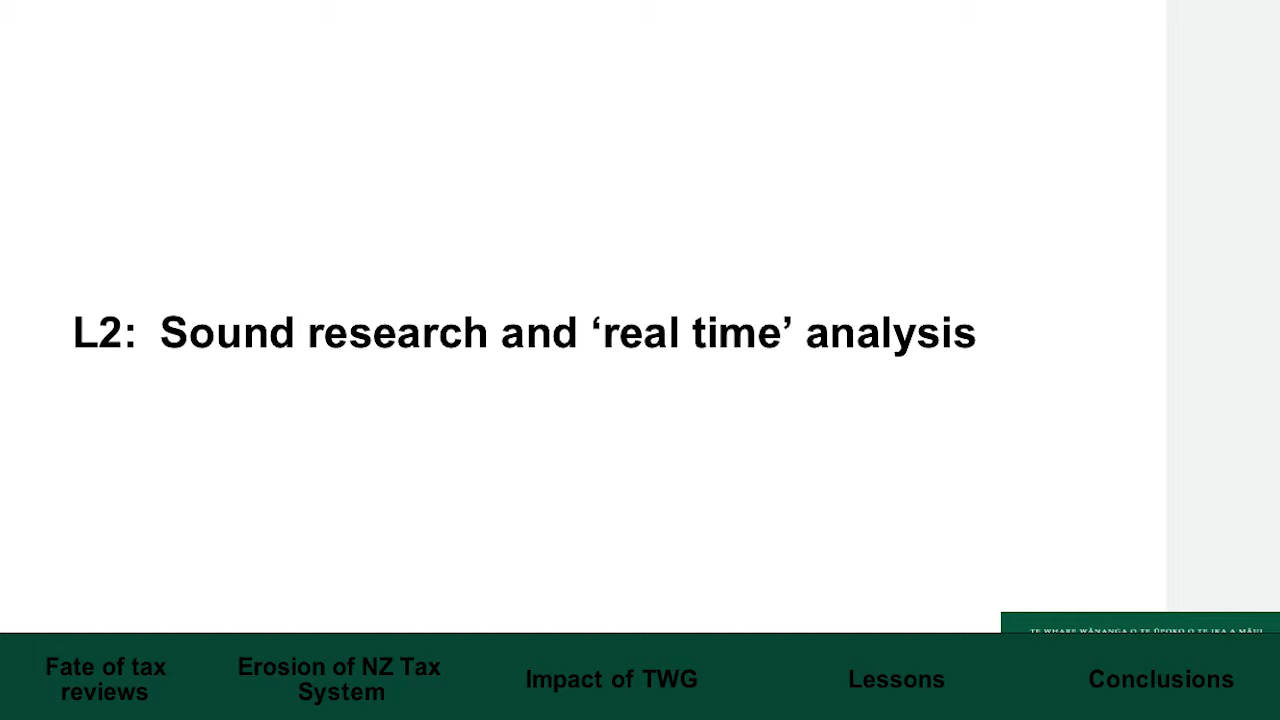 L2: Sound research and ‘real time’ analysis
TE WHARE WĀNANGA O TE ŪPOKO O TE IKA A MĀUI
Fate of tax
reviews
Erosion of NZ Tax
System
Impact of TWG
Lessons
Conclusions